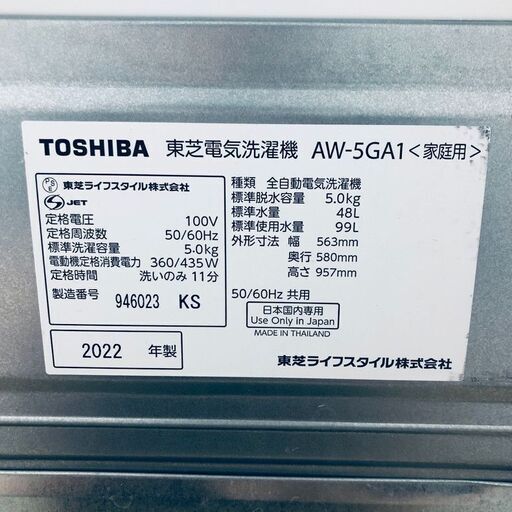 TOSHIBA 東芝電気洗濯機 AW-5GA1<家庭用>
PS E 東芝ライフスタイル株式会社
S JET
定格電圧 100V
定格周波数 50/60Hz
標準洗濯容量 5.0kg
電動機定格消費電力 360/435W
定格時間 洗いのみ 11分
製造番号 946023 KS
2022 年製
種類 全自動電気洗濯機
標準脱水容量 5.0kg
標準水量 48L
標準使用水量 99L
外形寸法 幅 563mm
奥行 580mm
高さ 957mm
50/60Hz 共用
日本国内専用
Use Only in Japan
MADE IN THAILAND
東芝ライフスタイル株式会社